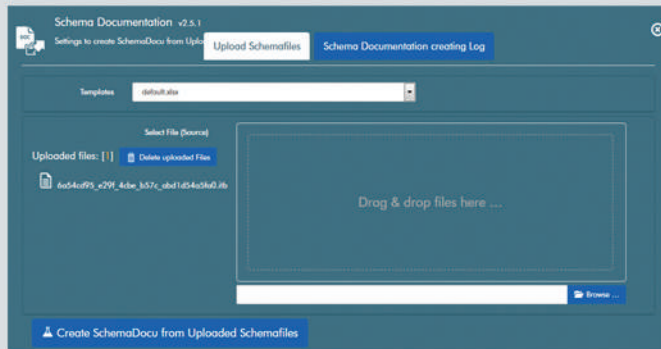 Schema Documentation v2.5.1
Settings to create SchemaDocu from Uplo
Upload Schemafiles
Schema Documentation creating Log
DOC
Templates
default.xlsx
Select File (Source)
Uploaded files: [1]
Delete uploaded Files
Drag & drop files here ...
Browse ...
Create SchemaDocu from Uploaded Schemafiles